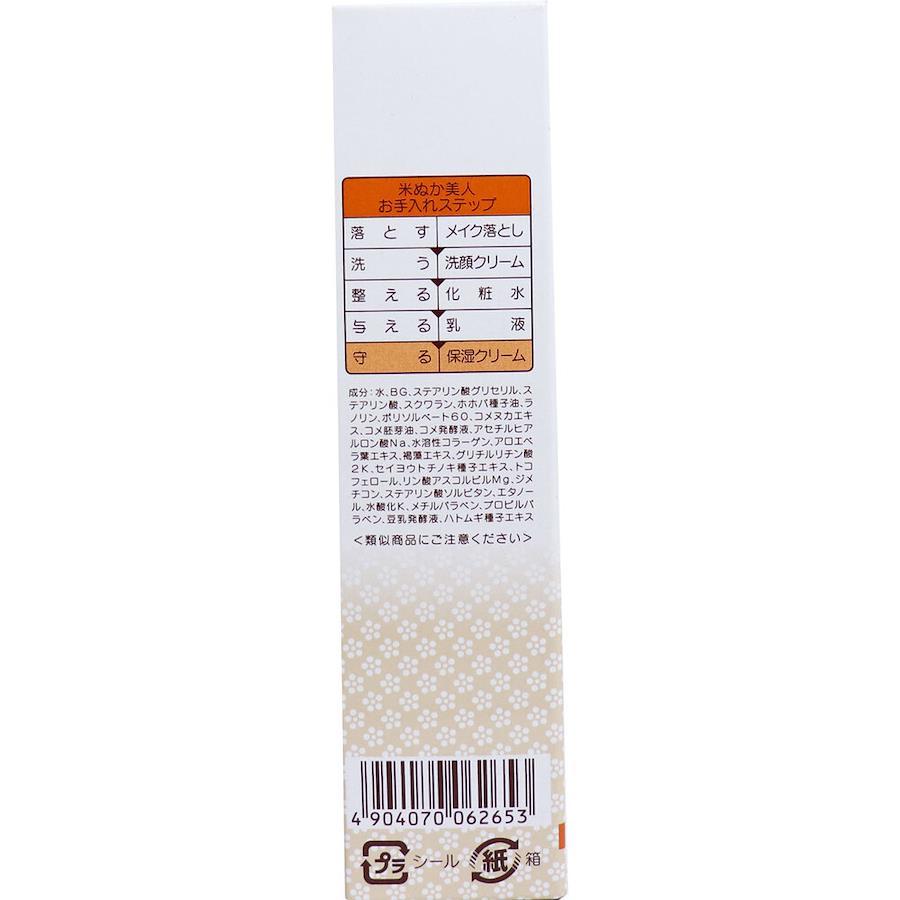 米ぬか美人
お手入れステップ
落とす メイク落とし
洗う 洗顔クリーム
整える 化粧水
与える 乳液
守る 保湿クリーム
成分:水、BG、ステアリン酸グリセリル、ス
テアリン酸、スクワラン、ホホバ種子油、ラ
ノリン、ポリソルベート60、コメヌカエキ
ス、コメ胚芽油、コメ発酵液、アセチルヒア
ルロン酸Na、水溶性コラーゲン、アロエベ
ラ葉エキス、褐藻エキス、グリチルリチン酸
2K、セイヨウトチノキ種子エキス、トコ
フェロール、リン酸アスコルビルMg、ジメ
チコン、ステアリン酸ソルビタン、エタノー
ル、水酸化K、メチルパラベン、プロピルパ
ラベン、豆乳発酵液、ハトムギ種子エキス
<類似商品にご注意ください>
4 904070 062653
プラ シール 紙 箱